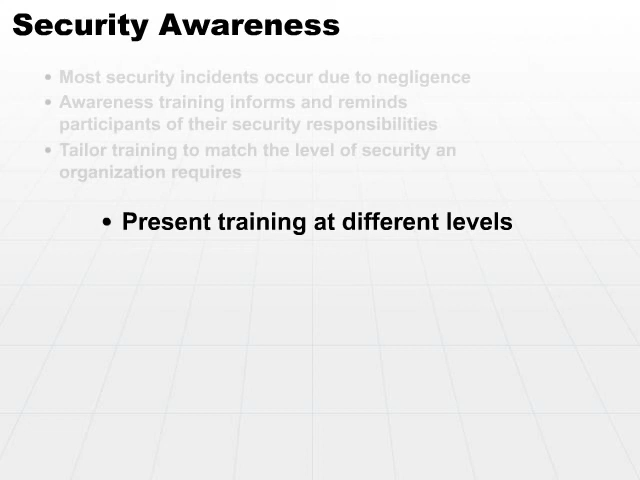 Security Awareness
• Most security incidents occur due to negligence
• Awareness training informs and reminds
participants of their security responsibilities
• Tailor training to match the level of security an
organization requires
• Present training at different levels